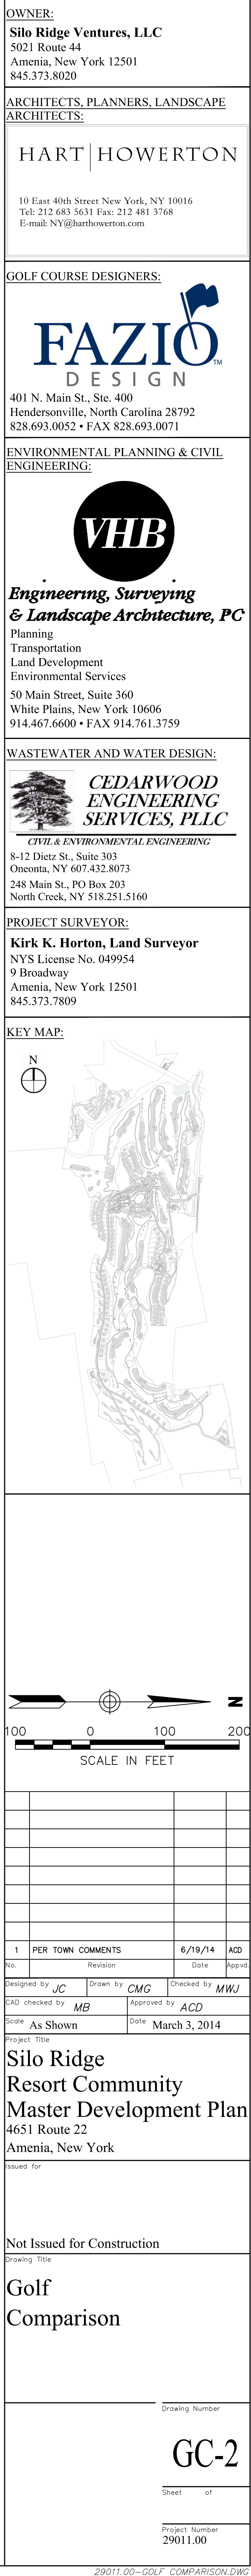 OWNER:
Silo Ridge Ventures, LLC
5021 Route 44
Amenia, New York 12501
845.373.8020
ARCHITECTS, PLANNERS, LANDSCAPE
ARCHITECTS:
HART HOWERTON
10 East 40th Street New York, NY 10016
Tel: 212 683 5631 Fax: 212 481 3768
E-mail: NY@harthowerton.com
GOLF COURSE DESIGNERS:
FAZIO TM
DESIGN
401 N. Main St., Ste. 400
Hendersonville, North Carolina 28792
828.693.0052 • FAX 828.693.0071
ENVIRONMENTAL PLANNING & CIVIL
ENGINEERING:
VHB
Engineering, Surveying
& Landscape Architecture, PC
Planning
Transportation
Land Development
Environmental Services
50 Main Street, Suite 360
White Plains, New York 10606
914.467.6600 • FAX 914.761.3759
WASTEWATER AND WATER DESIGN:
CEDARWOOD
ENGINEERING
SERVICES, PLLC
CIVIL & ENVIRONMENTAL ENGINEERING
8-12 Dietz St., Suite 303
Oneonta, NY 607.432.8073
248 Main St., PO Box 203
North Creek, NY 518.251.5160
PROJECT SURVEYOR:
Kirk K. Horton, Land Surveyor
NYS License No. 049954
9 Broadway
Amenia, New York 12501
845.373.7809
KEY MAP:
N
N
100 0 100 200
SCALE IN FEET
1 PER TOWN COMMENTS 6/19/14 ACD
No. Revision Date Appvd.
Designed by JC Drawn by CMG Checked by MWJ
CAD checked by MB Approved by ACD
Scale As Shown Date March 3, 2014
Project Title
Silo Ridge
Resort Community
Master Development Plan
4651 Route 22
Amenia, New York
Issued for
Not Issued for Construction
Drawing Title
Golf
Comparison
Drawing Number
GC-2
Sheet of
Project Number
29011.00
29011.00-GOLF COMPARISON.DWG